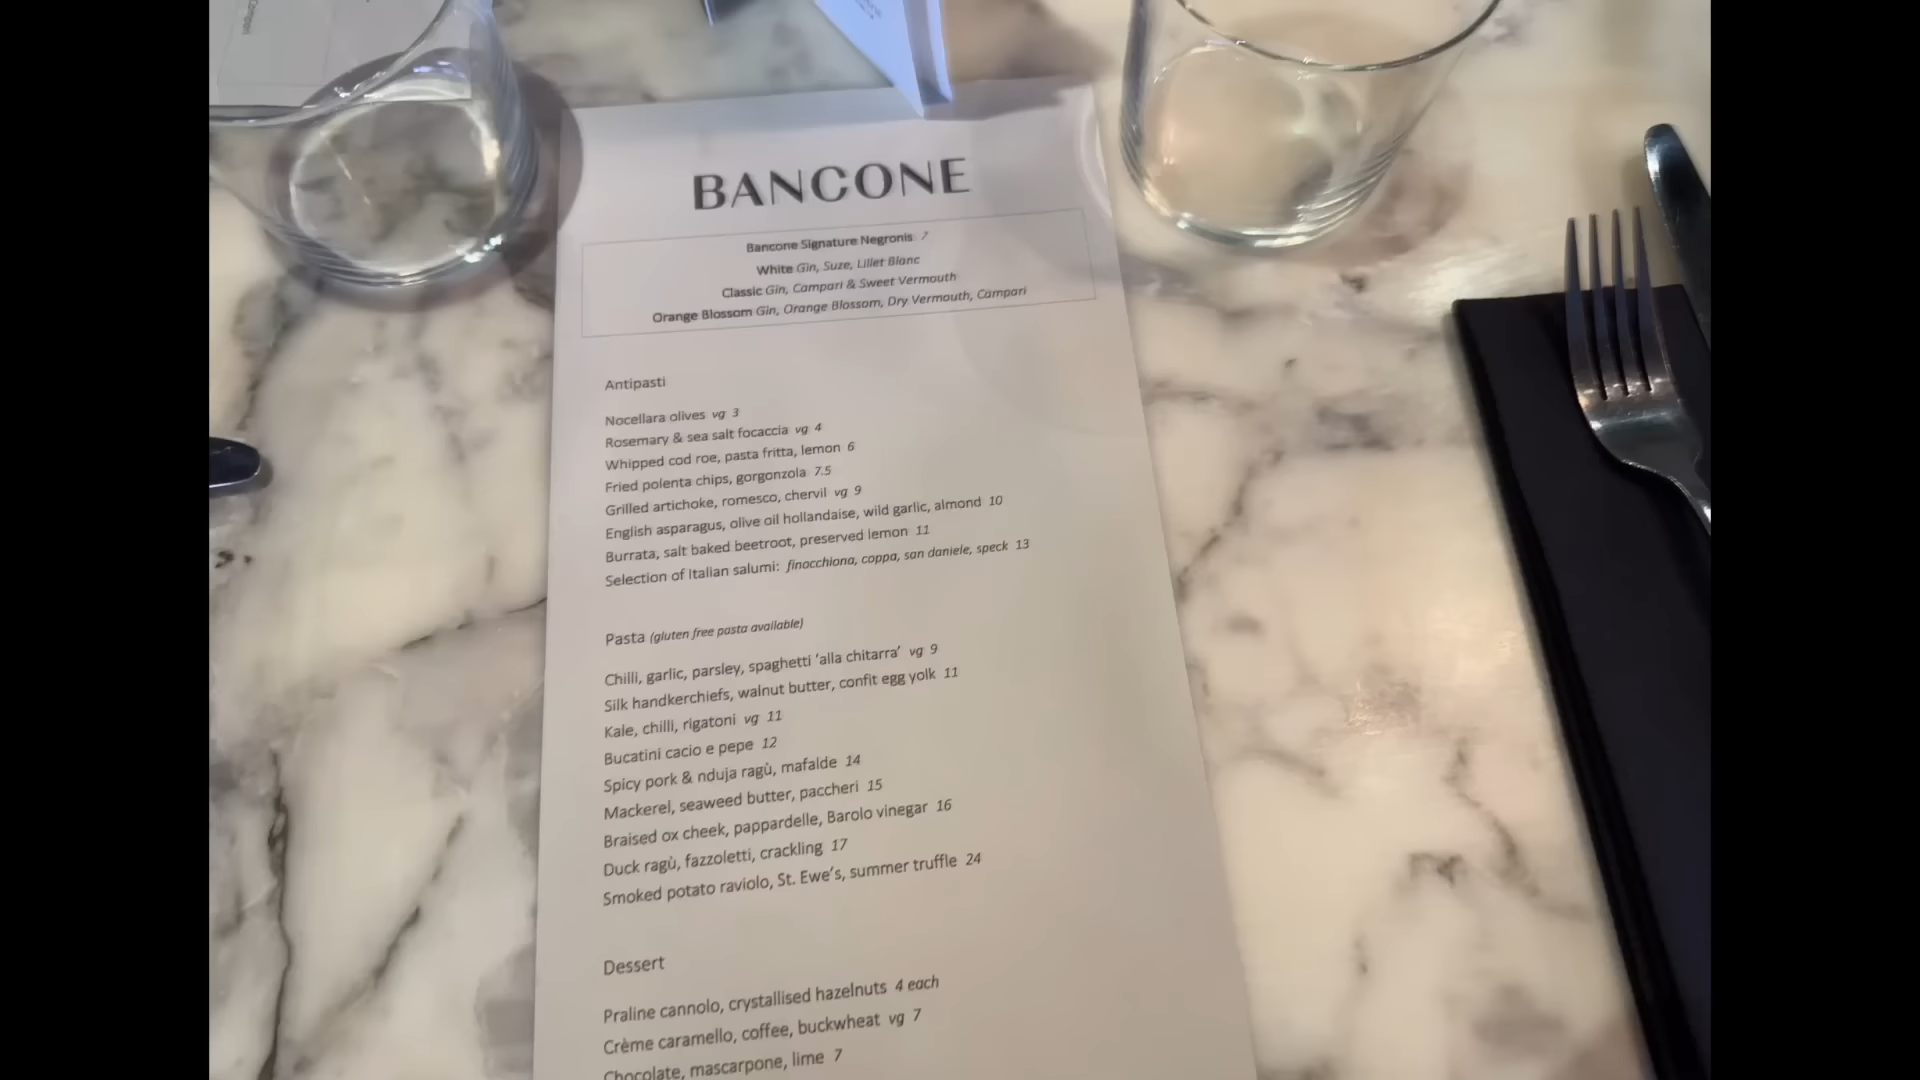 BANCONE
Bancone Signature Negronis 7
White Gin, Suze, Lillet Blanc
Classic Gin, Campari & Sweet Vermouth
Orange Blossom Gin, Orange Blossom, Dry Vermouth, Campari
Antipasti
Nocellara olives vg 3
Rosemary & sea salt focaccia vg 4
Whipped cod roe, pasta fritta, lemon 6
Fried polenta chips, gorgonzola 7.5
Grilled artichoke, romesco, chervil vg 9
English asparagus, olive oil hollandaise, wild garlic, almond 10
Burrata, salt baked beetroot, preserved lemon 11
Selection of Italian salumi: finocchiona, coppa, san daniele, speck 13
Pasta (gluten free pasta available)
Chilli, garlic, parsley, spaghetti ‘alla chitarra’ vg 9
Silk handkerchiefs, walnut butter, confit egg yolk 11
Kale, chilli, rigatoni vg 11
Bucatini cacio e pepe 12
Spicy pork & nduja ragù, mafalde 14
Mackerel, seaweed butter, paccheri 15
Braised ox cheek, pappardelle, Barolo vinegar 16
Duck ragù, fazzoletti, crackling 17
Smoked potato raviolo, St. Ewe’s, summer truffle 24
Dessert
Praline cannolo, crystallised hazelnuts 4 each
Crème caramello, coffee, buckwheat vg 7
Chocolate, mascarpone, lime 7